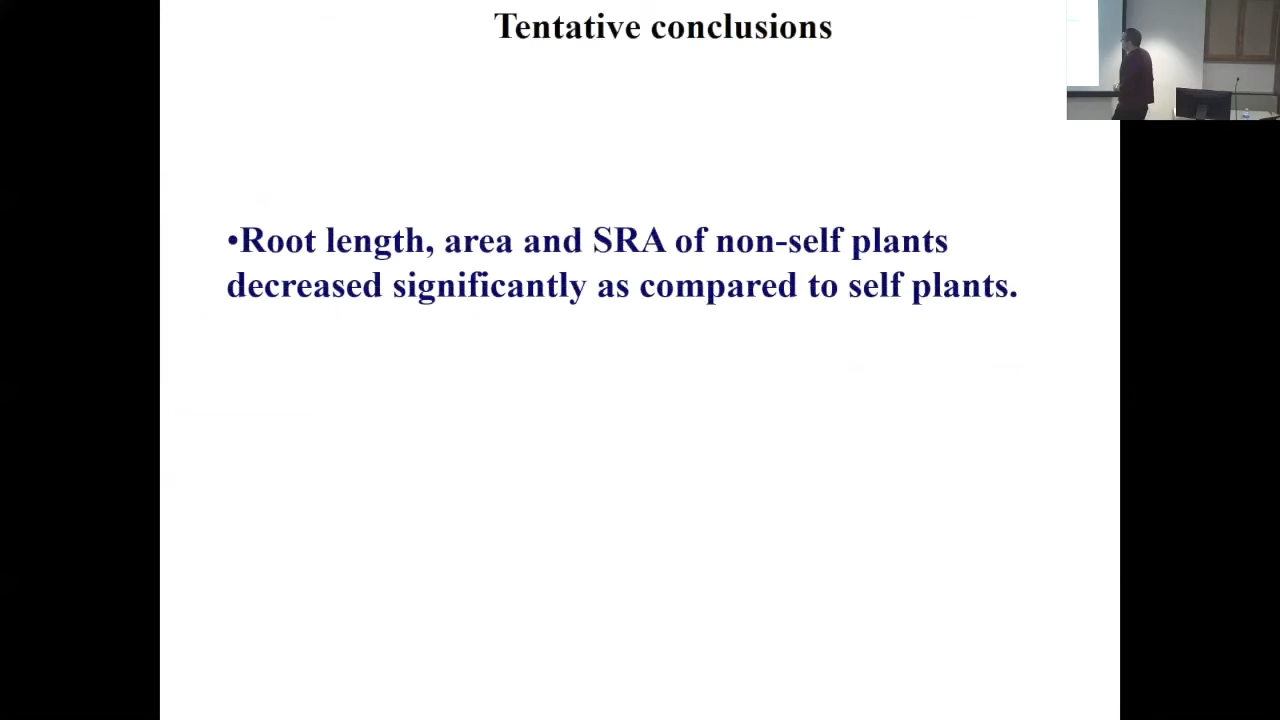 Tentative conclusions
•Root length, area and SRA of non-self plants
decreased significantly as compared to self plants.